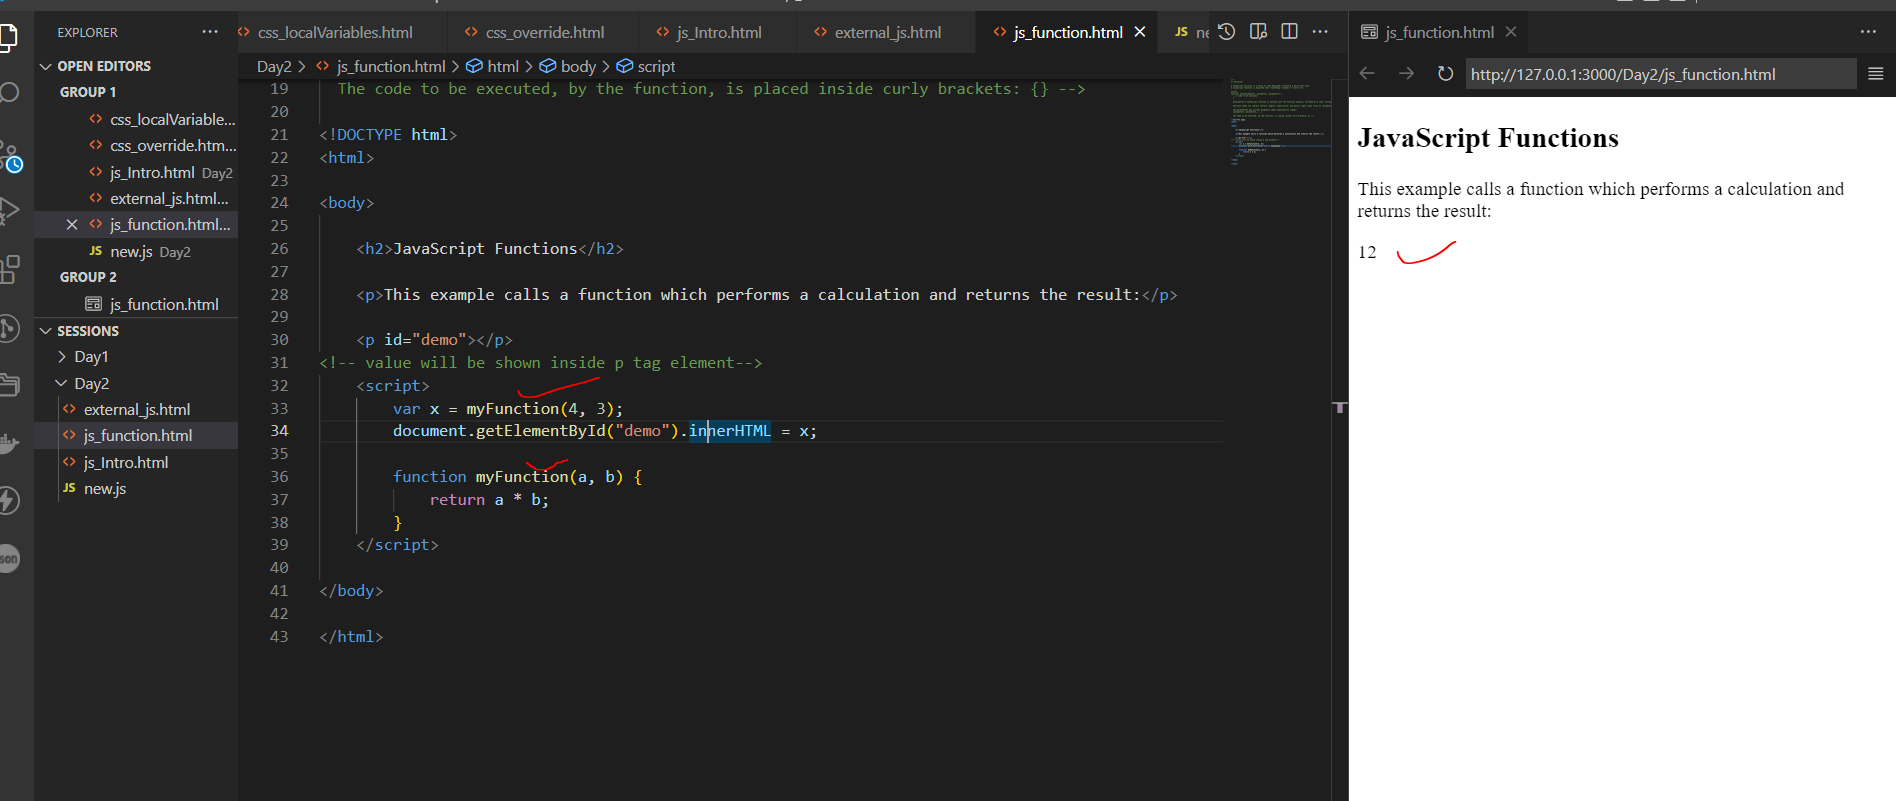 EXPLORER
OPEN EDITORS
GROUP 1
css_localVariable...
css_override.htm...
js_Intro.html Day2
external_js.html...
js_function.html...
JS new.js Day2
GROUP 2
js_function.html
SESSIONS
Day1
Day2
external_js.html
js_function.html
js_Intro.html
JS new.js
css_localVariables.html
css_override.html
js_Intro.html
external_js.html
js_function.html
JS ne
Day2 > js_function.html > html > body > script
19 The code to be executed, by the function, is placed inside curly brackets: {} -->
20
21 <!DOCTYPE html>
22 <html>
23
24 <body>
25
26 <h2>JavaScript Functions</h2>
27
28 <p>This example calls a function which performs a calculation and returns the result:</p>
29
30 <p id="demo"></p>
31 <!-- value will be shown inside p tag element-->
32 <script>
33 var x = myFunction(4, 3);
34 document.getElementById("demo").innerHTML = x;
35
36 function myFunction(a, b) {
37 return a * b;
38 }
39 </script>
40
41 </body>
42
43 </html>
js_function.html
http://127.0.0.1:3000/Day2/js_function.html
JavaScript Functions
This example calls a function which performs a calculation and
returns the result:
12